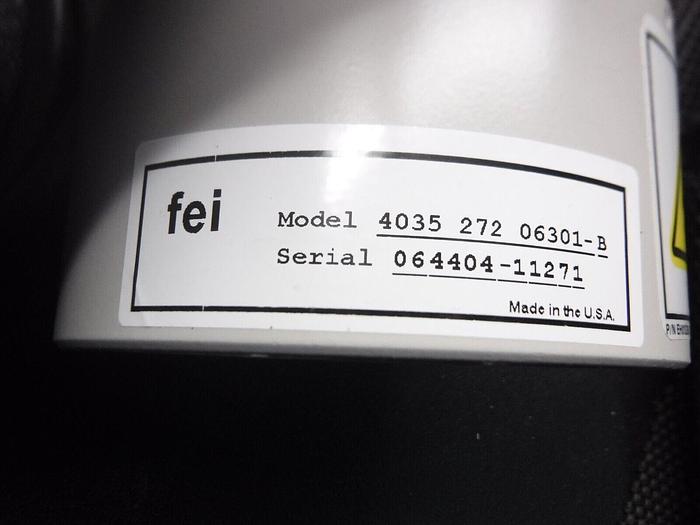 fei
Model 4035 272 06301-B
Serial 064404-11271
Made in the U.S.A.
P/N